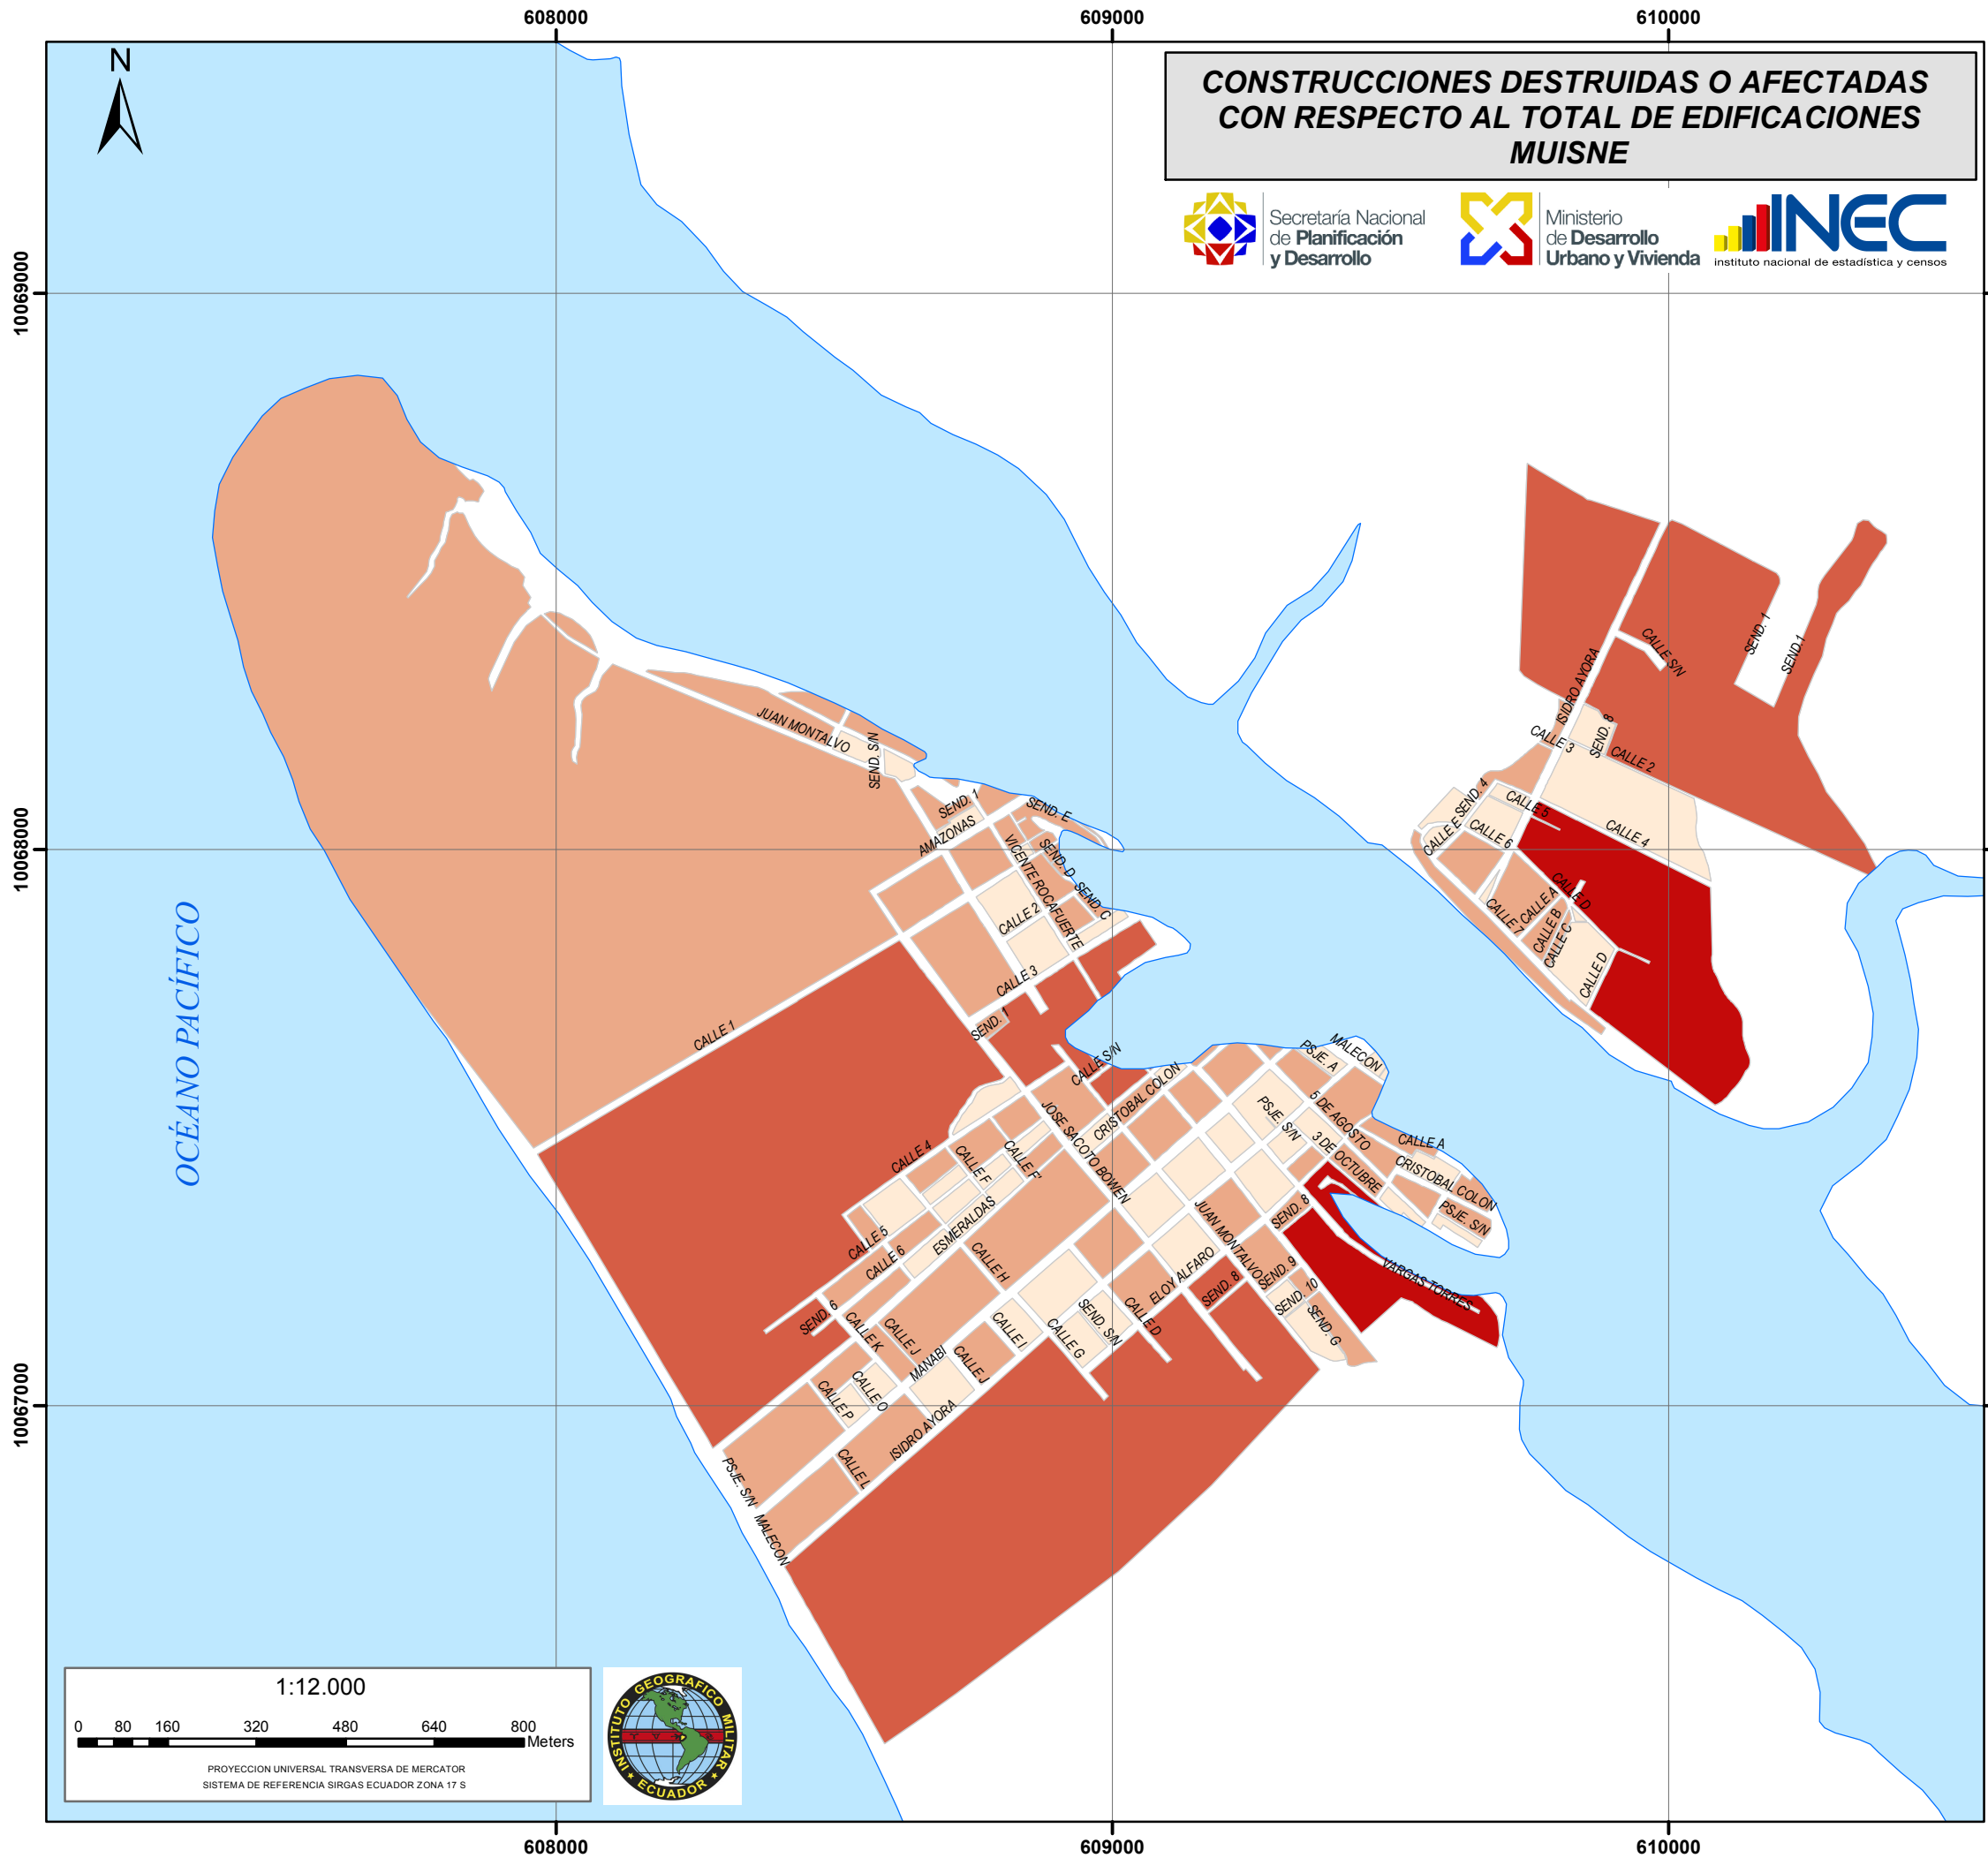 608000
609000
610000
N
CONSTRUCCIONES DESTRUIDAS O AFECTADAS
CON RESPECTO AL TOTAL DE EDIFICACIONES
MUISNE
Secretaría Nacional
de Planificación
y Desarrollo
Ministerio
de Desarrollo
Urbano y Vivienda
INEC
instituto nacional de estadística y censos
10069000
10068000
10067000
OCÉANO PACÍFICO
ISIDRO AYORA
CALLE S/N
SEND. 1
SEND.1
SEND. 8
CALLE 3
CALLE 2
SEND. 4
CALLE 5
CALLE E
CALLE 6
CALLE 4
CALLE D
CALLE A
CALLE 7
CALLE B
CALLE C
CALLE D
JUAN MONTALVO
SEND. S/N
SEND. 1
SEND. E
AMAZONAS
VICENTE ROCAFUERTE
SEND. D
SEND. C
CALLE 2
CALLE 3
CALLE 1
SEND. 1
CALLE S/N
MALECON
PSJE. A
CRISTOBAL COLON
JOSE SACOTO BOWEN
5 DE AGOSTO
PSJE. S/N
3 DE OCTUBRE
CALLE A
CRISTOBAL COLON
PSJE. S/N
CALLE 4
CALLE F
CALLE F'
CALLE 5
CALLE 6
ESMERALDAS
CALLE H
JUAN MONTALVO
SEND. 8
ELOY ALFARO
SEND. 8
SEND. 9
SEND. 10
SEND. G
VARGAS TORRES
SEND. 6
CALLE K
CALLE J
MANABI
CALLE J
CALLE I
CALLE G
SEND. S/N
CALLE D
CALLE P
CALLE O
ISIDRO AYORA
CALLE L
PSJE. S/N
MALECON
1:12.000
0 80 160 320 480 640 800
Meters
PROYECCION UNIVERSAL TRANSVERSA DE MERCATOR
SISTEMA DE REFERENCIA SIRGAS ECUADOR ZONA 17 S
INSTITUTO GEOGRAFICO MILITAR
ECUADOR
608000
609000
610000